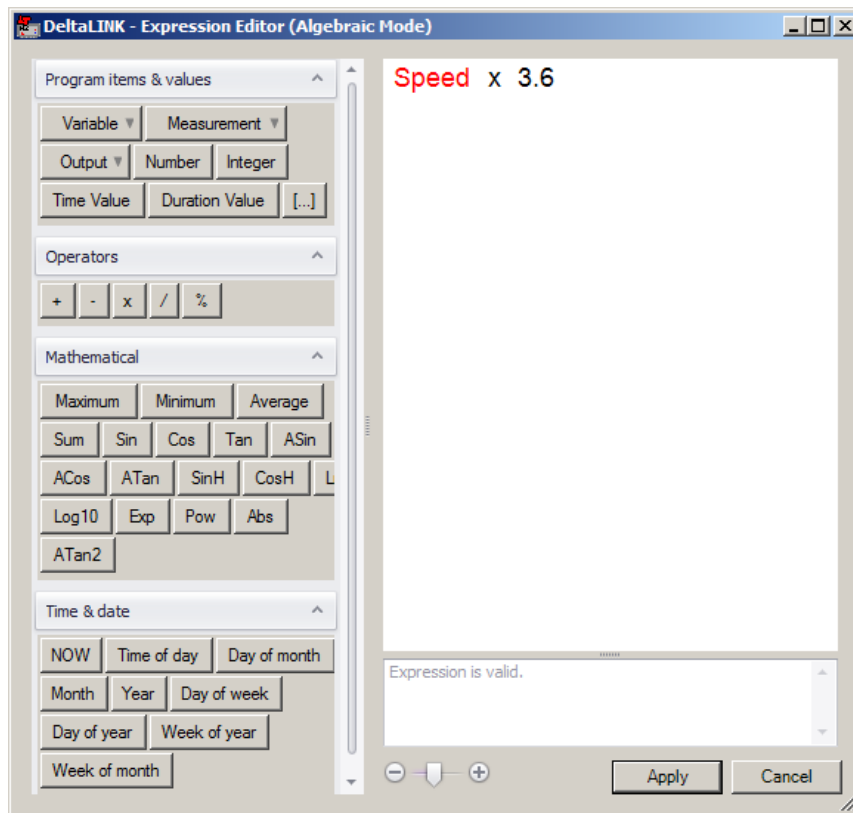 DeltaLINK - Expression Editor (Algebraic Mode)
Program items & values
Variable Measurement
Output Number Integer
Time Value Duration Value [...]
Operators
+ - x / %
Mathematical
Maximum Minimum Average
Sum Sin Cos Tan ASin
ACos ATan SinH CosH
Log10 Exp Pow Abs
ATan2
Time & date
NOW Time of day Day of month
Month Year Day of week
Day of year Week of year
Week of month
Speed x 3.6
Expression is valid.
Apply Cancel